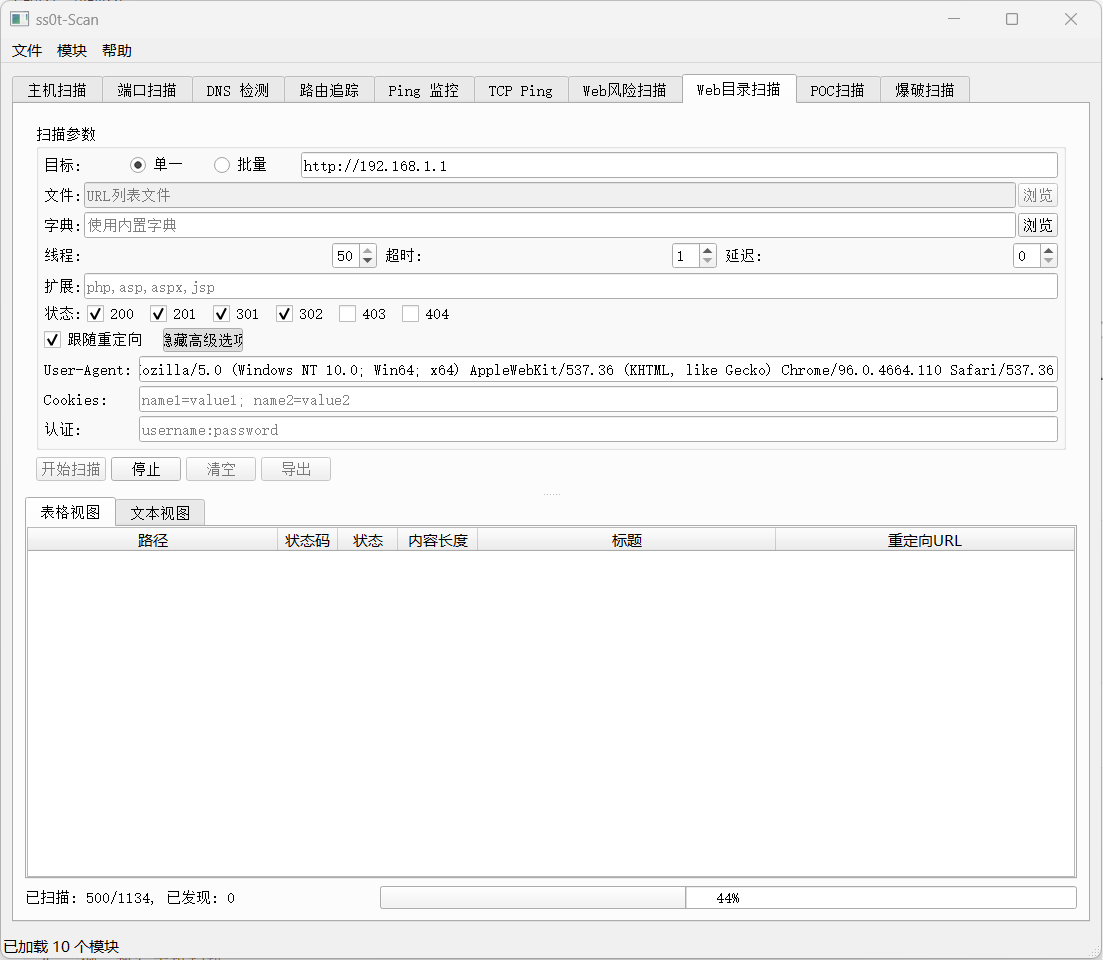 ss0t-Scan
文件 模块 帮助
主机扫描 端口扫描 DNS 检测 路由追踪 Ping 监控 TCP Ping Web风险扫描 Web目录扫描 POC扫描 爆破扫描
扫描参数
目标: 单一 批量 http://192.168.1.1
文件: URL列表文件 浏览
字典: 使用内置字典 浏览
线程: 50 超时: 1 延迟: 0
扩展: php,asp,aspx,jsp
状态: 200 201 301 302 403 404
跟随重定向 隐藏高级选项
User-Agent: ozilla/5.0 (Windows NT 10.0; Win64; x64) AppleWebKit/537.36 (KHTML, like Gecko) Chrome/96.0.4664.110 Safari/537.36
Cookies: name1=value1; name2=value2
认证: username:password
开始扫描 停止 清空 导出
表格视图 文本视图
路径 状态码 状态 内容长度 标题 重定向URL
已扫描: 500/1134, 已发现: 0 44%
已加载 10 个模块